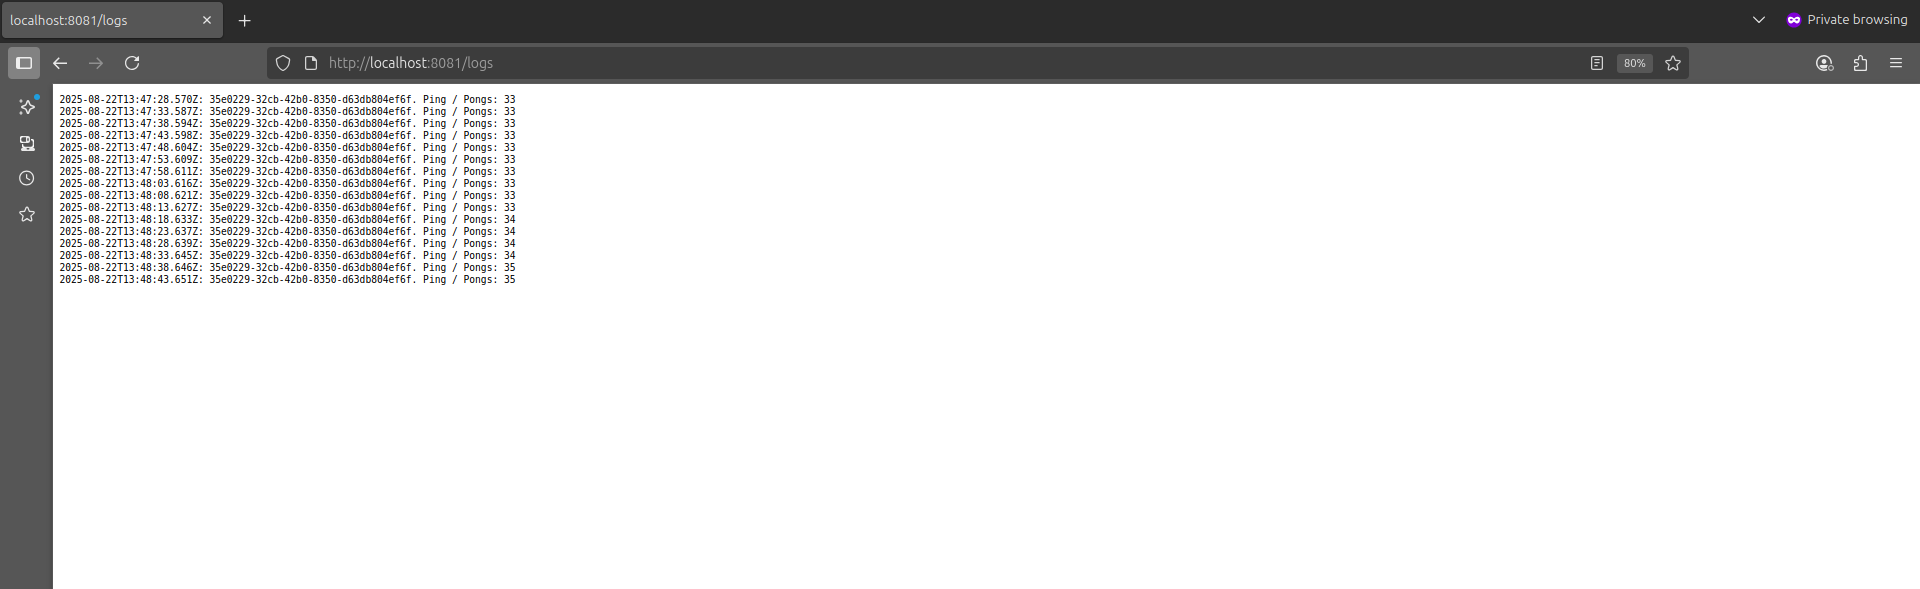 localhost:8081/logs
Private browsing
http://localhost:8081/logs
80%
2025-08-22T13:47:28.570Z: 35e0229-32cb-42b0-8350-d63db804ef6f. Ping / Pongs: 33
2025-08-22T13:47:33.587Z: 35e0229-32cb-42b0-8350-d63db804ef6f. Ping / Pongs: 33
2025-08-22T13:47:38.594Z: 35e0229-32cb-42b0-8350-d63db804ef6f. Ping / Pongs: 33
2025-08-22T13:47:43.598Z: 35e0229-32cb-42b0-8350-d63db804ef6f. Ping / Pongs: 33
2025-08-22T13:47:48.604Z: 35e0229-32cb-42b0-8350-d63db804ef6f. Ping / Pongs: 33
2025-08-22T13:47:53.609Z: 35e0229-32cb-42b0-8350-d63db804ef6f. Ping / Pongs: 33
2025-08-22T13:47:58.611Z: 35e0229-32cb-42b0-8350-d63db804ef6f. Ping / Pongs: 33
2025-08-22T13:48:03.616Z: 35e0229-32cb-42b0-8350-d63db804ef6f. Ping / Pongs: 33
2025-08-22T13:48:08.621Z: 35e0229-32cb-42b0-8350-d63db804ef6f. Ping / Pongs: 33
2025-08-22T13:48:13.627Z: 35e0229-32cb-42b0-8350-d63db804ef6f. Ping / Pongs: 33
2025-08-22T13:48:18.633Z: 35e0229-32cb-42b0-8350-d63db804ef6f. Ping / Pongs: 34
2025-08-22T13:48:23.637Z: 35e0229-32cb-42b0-8350-d63db804ef6f. Ping / Pongs: 34
2025-08-22T13:48:28.639Z: 35e0229-32cb-42b0-8350-d63db804ef6f. Ping / Pongs: 34
2025-08-22T13:48:33.645Z: 35e0229-32cb-42b0-8350-d63db804ef6f. Ping / Pongs: 34
2025-08-22T13:48:38.646Z: 35e0229-32cb-42b0-8350-d63db804ef6f. Ping / Pongs: 35
2025-08-22T13:48:43.651Z: 35e0229-32cb-42b0-8350-d63db804ef6f. Ping / Pongs: 35